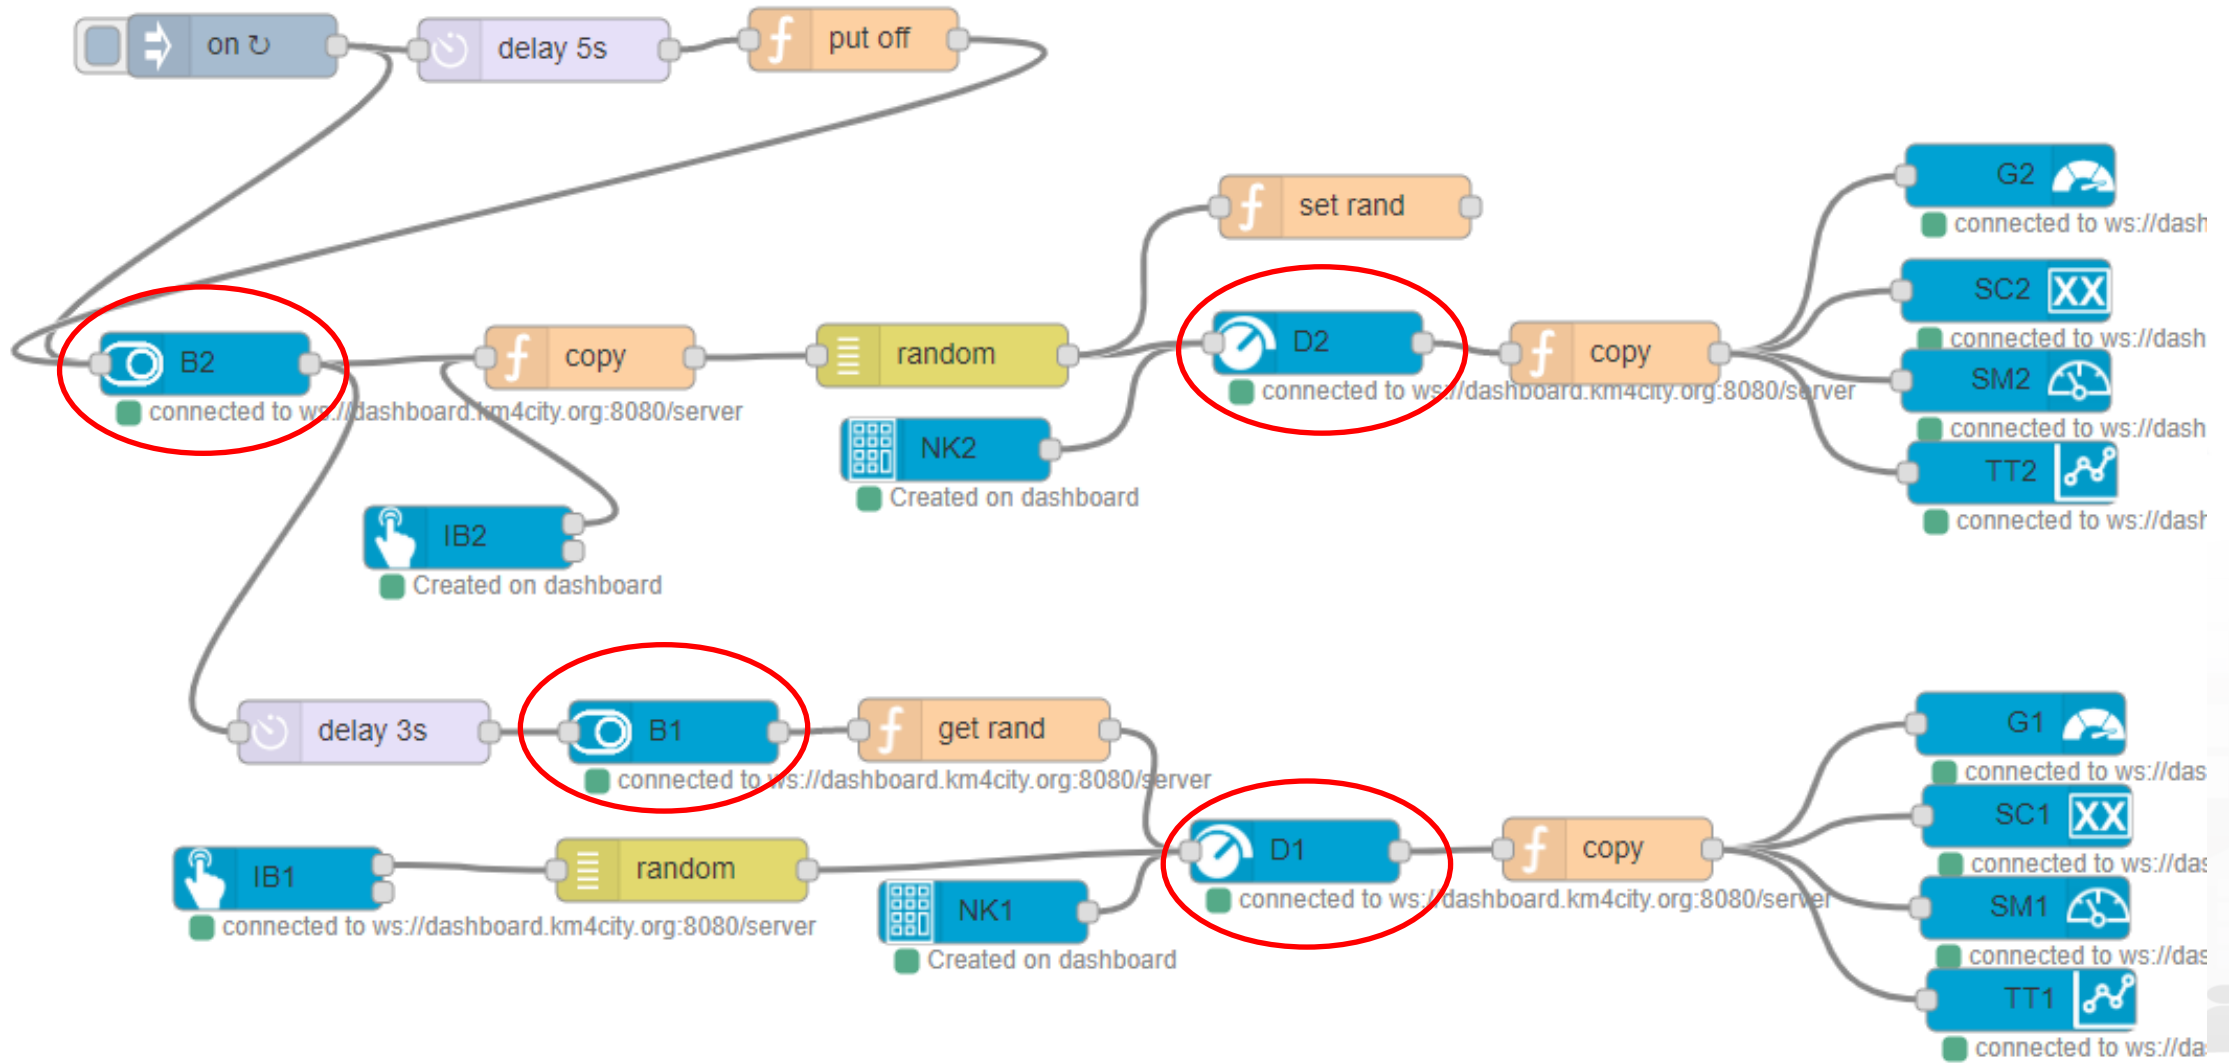 on ↻
delay 5s
put off
set rand
G2
connected to ws://dash
SC2 XX
connected to ws://dash
SM2
connected to ws://dash
TT2
connected to ws://dash
B2
connected to ws://dashboard.km4city.org:8080/server
copy
random
D2
connected to ws://dashboard.km4city.org:8080/server
copy
NK2
Created on dashboard
IB2
Created on dashboard
delay 3s
B1
connected to ws://dashboard.km4city.org:8080/server
get rand
G1
connected to ws://das
SC1 XX
connected to ws://das
SM1
connected to ws://das
TT1
connected to ws://da
IB1
connected to ws://dashboard.km4city.org:8080/server
random
NK1
Created on dashboard
D1
connected to ws://dashboard.km4city.org:8080/server
copy